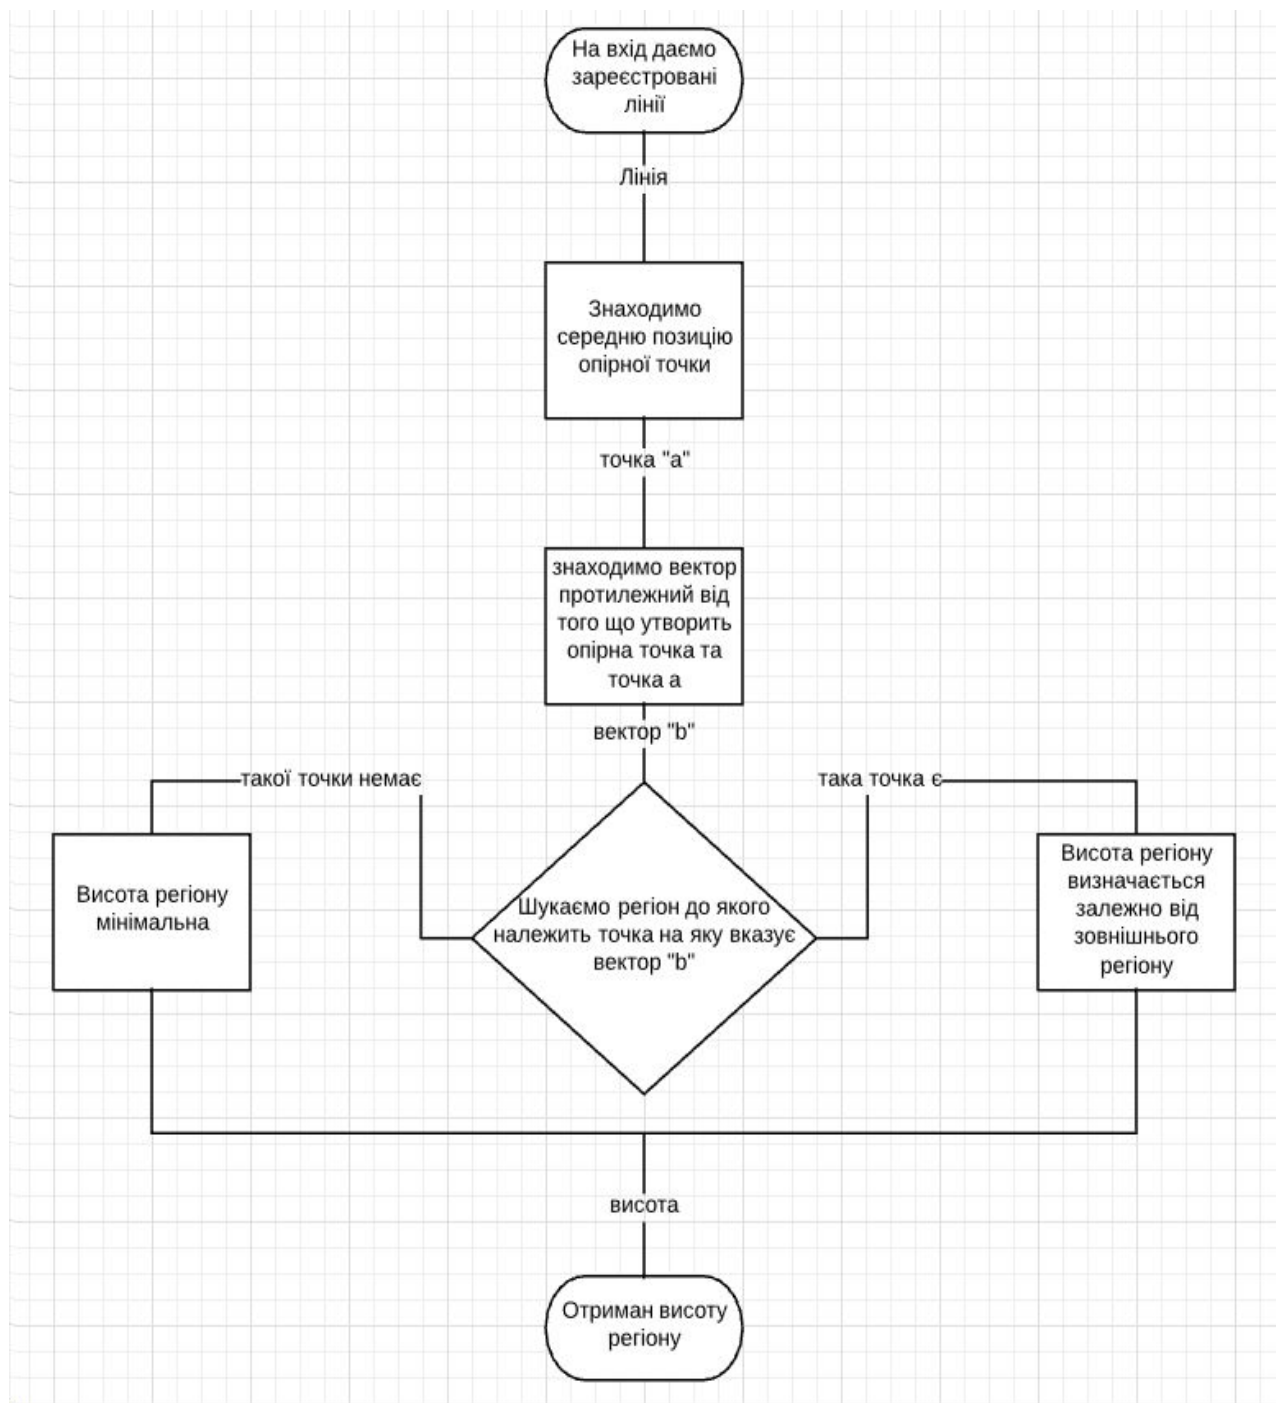 На вхід даємо
зареєстровані
лінії
Лінія
Знаходимо
середню позицію
опірної точки
точка "а"
знаходимо вектор
протилежний від
того що утворить
опірна точка та
точка а
вектор "b"
такої точки немає
така точка є
Висота регіону
мінімальна
Шукаємо регіон до якого
належить точка на яку вказує
вектор "b"
Висота регіону
визначається
залежно від
зовнішнього
регіону
висота
Отриман висоту
регіону